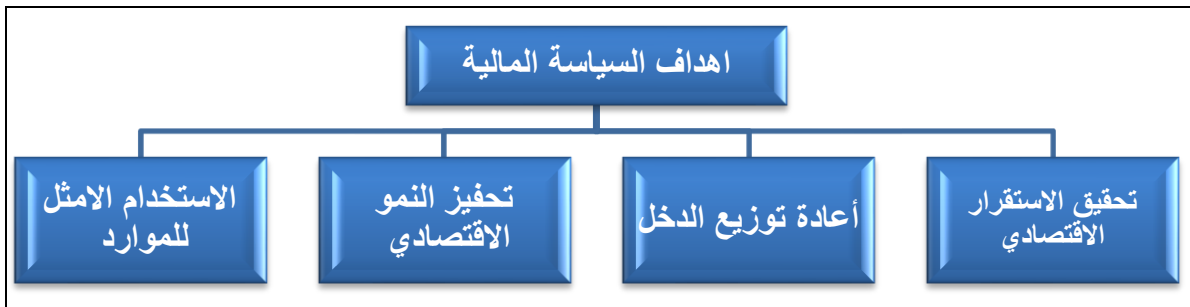 اهداف السياسة المالية
تحقيق الاستقرار
الاقتصادي
أعادة توزيع الدخل
تحفيز النمو
الاقتصادي
الاستخدام الامثل
للموارد